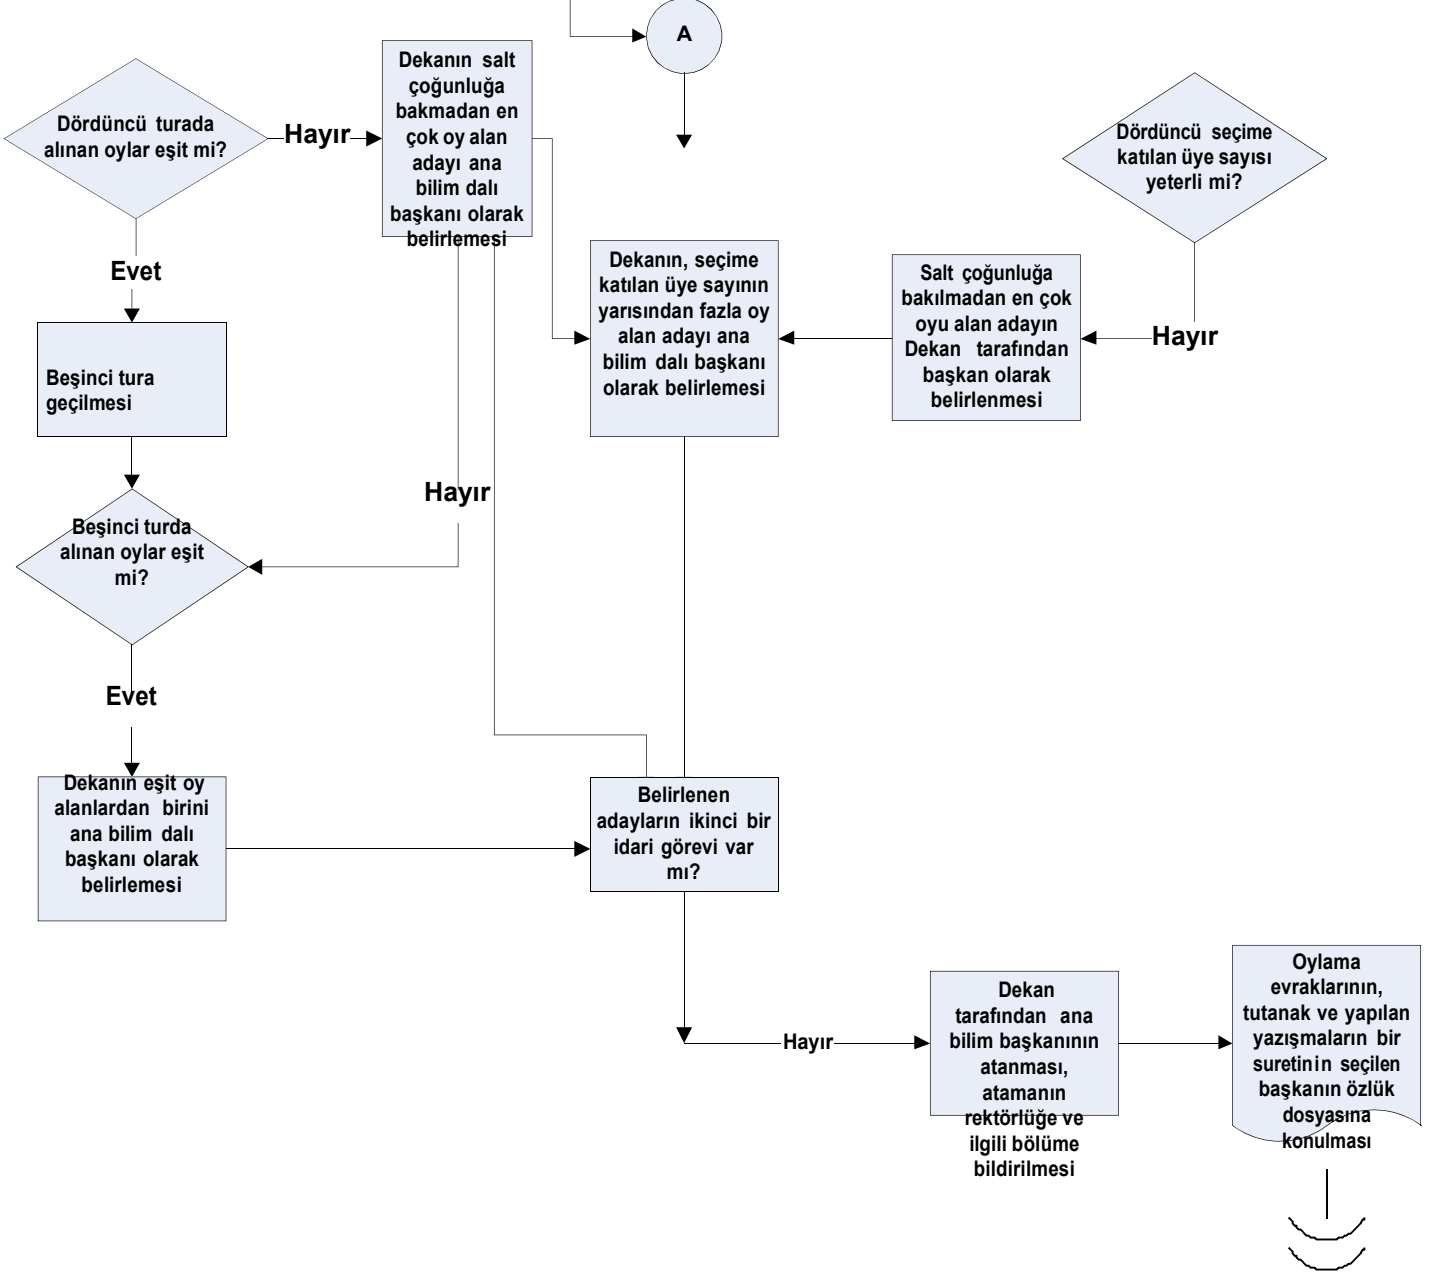 A
Dekanın salt
çoğunluğa
bakmadan en
çok oy alan
adayı ana
bilim dalı
başkanı olarak
belirlemesi
Dördüncü turada
alınan oylar eşit mi?
Hayır
Dördüncü seçime
katılan üye sayısı
yeterli mi?
Evet
Dekanın, seçime
katılan üye sayının
yarısından fazla oy
alan adayı ana
bilim dalı başkanı
olarak belirlemesi
Salt çoğunluğa
bakılmadan en çok
oyu alan adayın
Dekan tarafından
başkan olarak
belirlenmesi
Hayır
Beşinci tura
geçilmesi
Hayır
Beşinci turda
alınan oylar eşit
mi?
Evet
Dekanın eşit oy
alanlardan birini
ana bilim dalı
başkanı olarak
belirlemesi
Belirlenen
adayların ikinci bir
idari görevi var
mı?
Hayır
Dekan
tarafından ana
bilim başkanının
atanması,
atamanın
rektörlüğe ve
ilgili bölüme
bildirilmesi
Oylama
evraklarının,
tutanak ve yapılan
yazışmaların bir
suretinin seçilen
başkanın özlük
dosyasına
konulması